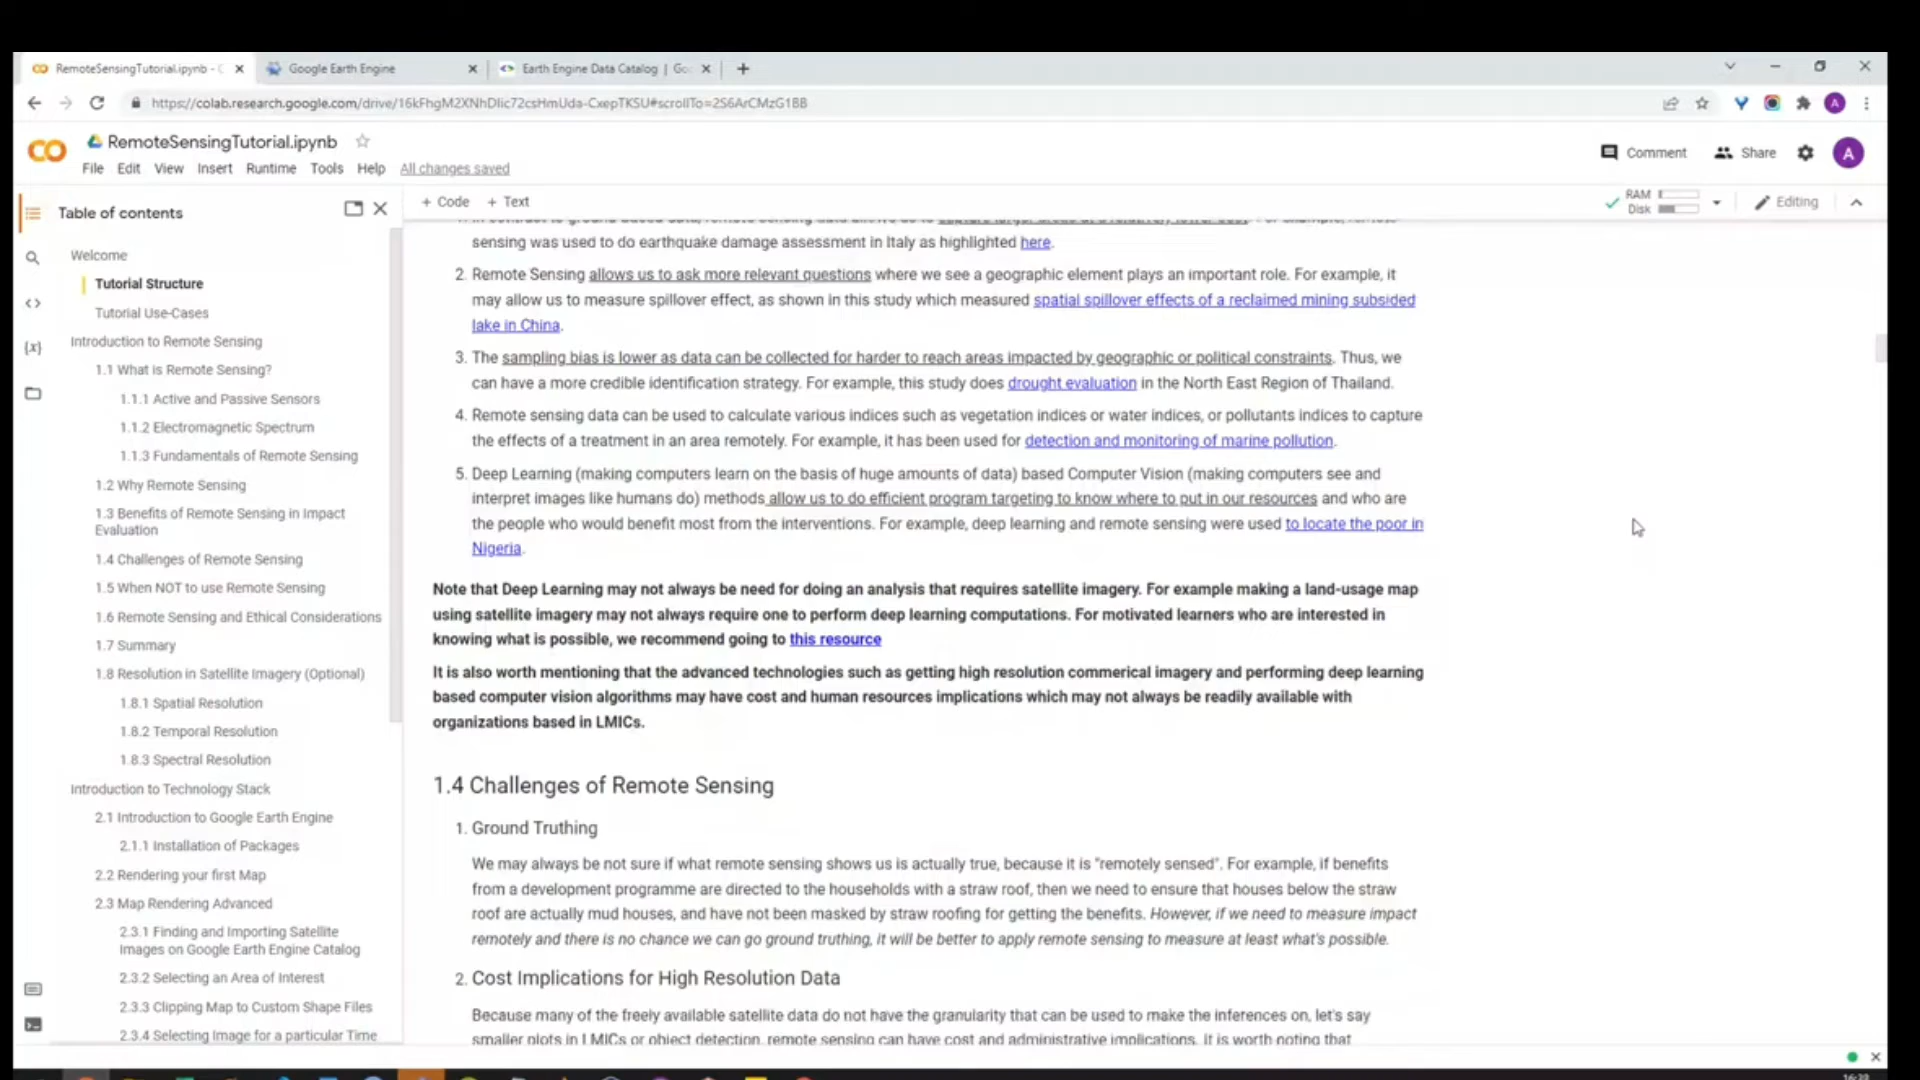 RemoteSensingTutorial.ipynb - C
Google Earth Engine
Earth Engine Data Catalog | Go
https://colab.research.google.com/drive/16kFhgM2XNhDIic72csHmUda-CxepTKSU#scrollTo=2S6ArCMzG1BB
RemoteSensingTutorial.ipynb
File Edit View Insert Runtime Tools Help All changes saved
Comment Share A
Table of contents
+ Code + Text
RAM
Disk
Editing
Welcome
Tutorial Structure
Tutorial Use-Cases
Introduction to Remote Sensing
1.1 What is Remote Sensing?
1.1.1 Active and Passive Sensors
1.1.2 Electromagnetic Spectrum
1.1.3 Fundamentals of Remote Sensing
1.2 Why Remote Sensing
1.3 Benefits of Remote Sensing in Impact
Evaluation
1.4 Challenges of Remote Sensing
1.5 When NOT to use Remote Sensing
1.6 Remote Sensing and Ethical Considerations
1.7 Summary
1.8 Resolution in Satellite Imagery (Optional)
1.8.1 Spatial Resolution
1.8.2 Temporal Resolution
1.8.3 Spectral Resolution
Introduction to Technology Stack
2.1 Introduction to Google Earth Engine
2.1.1 Installation of Packages
2.2 Rendering your first Map
2.3 Map Rendering Advanced
2.3.1 Finding and Importing Satellite
Images on Google Earth Engine Catalog
2.3.2 Selecting an Area of Interest
2.3.3 Clipping Map to Custom Shape Files
2.3.4 Selecting Image for a particular Time
sensing was used to do earthquake damage assessment in Italy as highlighted here.
2. Remote Sensing allows us to ask more relevant questions where we see a geographic element plays an important role. For example, it
may allow us to measure spillover effect, as shown in this study which measured spatial spillover effects of a reclaimed mining subsided
lake in China.
3. The sampling bias is lower as data can be collected for harder to reach areas impacted by geographic or political constraints. Thus, we
can have a more credible identification strategy. For example, this study does drought evaluation in the North East Region of Thailand.
4. Remote sensing data can be used to calculate various indices such as vegetation indices or water indices, or pollutants indices to capture
the effects of a treatment in an area remotely. For example, it has been used for detection and monitoring of marine pollution.
5. Deep Learning (making computers learn on the basis of huge amounts of data) based Computer Vision (making computers see and
interpret images like humans do) methods allow us to do efficient program targeting to know where to put in our resources and who are
the people who would benefit most from the interventions. For example, deep learning and remote sensing were used to locate the poor in
Nigeria.
Note that Deep Learning may not always be need for doing an analysis that requires satellite imagery. For example making a land-usage map
using satellite imagery may not always require one to perform deep learning computations. For motivated learners who are interested in
knowing what is possible, we recommend going to this resource
It is also worth mentioning that the advanced technologies such as getting high resolution commerical imagery and performing deep learning
based computer vision algorithms may have cost and human resources implications which may not always be readily available with
organizations based in LMICs.
1.4 Challenges of Remote Sensing
1. Ground Truthing
We may always be not sure if what remote sensing shows us is actually true, because it is "remotely sensed". For example, if benefits
from a development programme are directed to the households with a straw roof, then we need to ensure that houses below the straw
roof are actually mud houses, and have not been masked by straw roofing for getting the benefits. However, if we need to measure impact
remotely and there is no chance we can go ground truthing, it will be better to apply remote sensing to measure at least what's possible.
2. Cost Implications for High Resolution Data
Because many of the freely available satellite data do not have the granularity that can be used to make the inferences on, let's say
smaller plots in LMICs or object detection, remote sensing can have cost and administrative implications. It is worth noting that